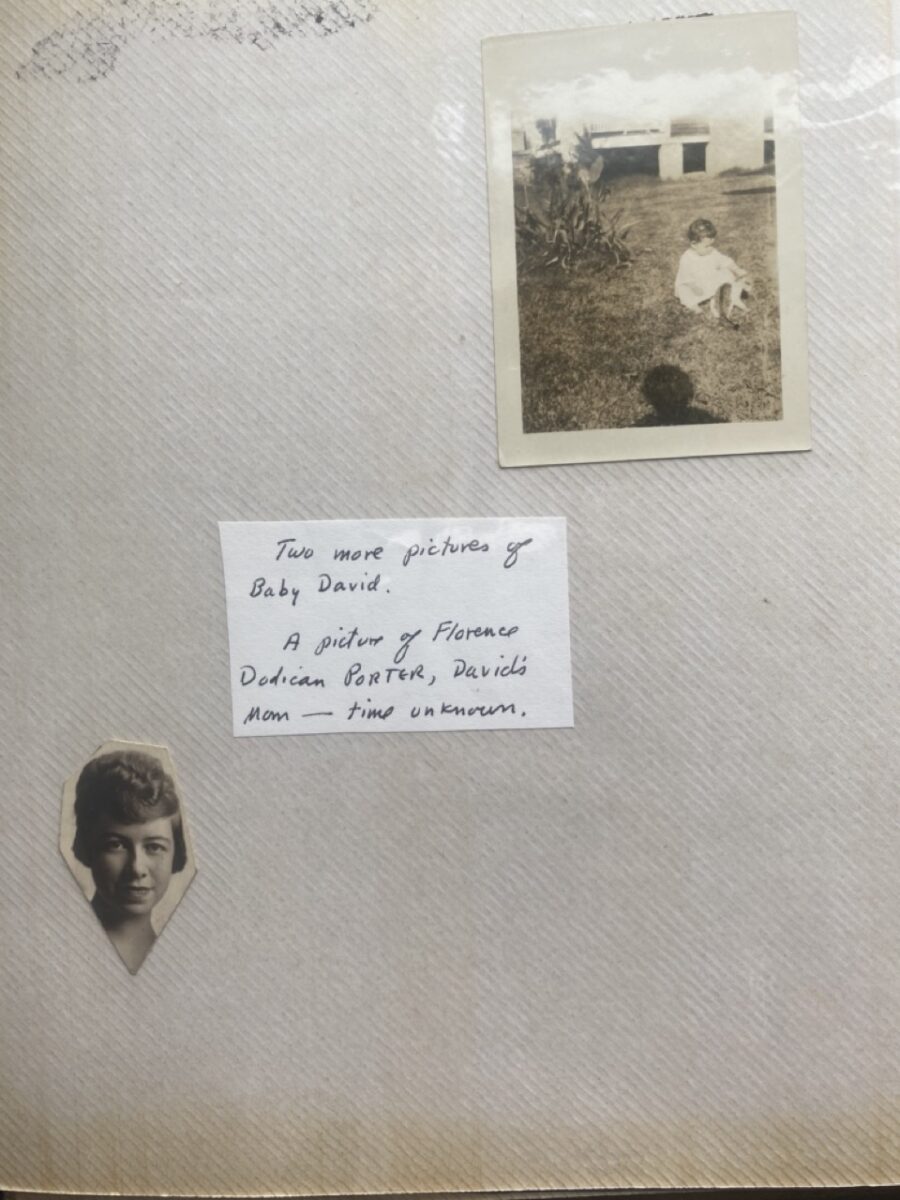 Two more pictures of
Baby David.
A picture of Florence
Dodican PORTER, David's
Mom — time unknown.